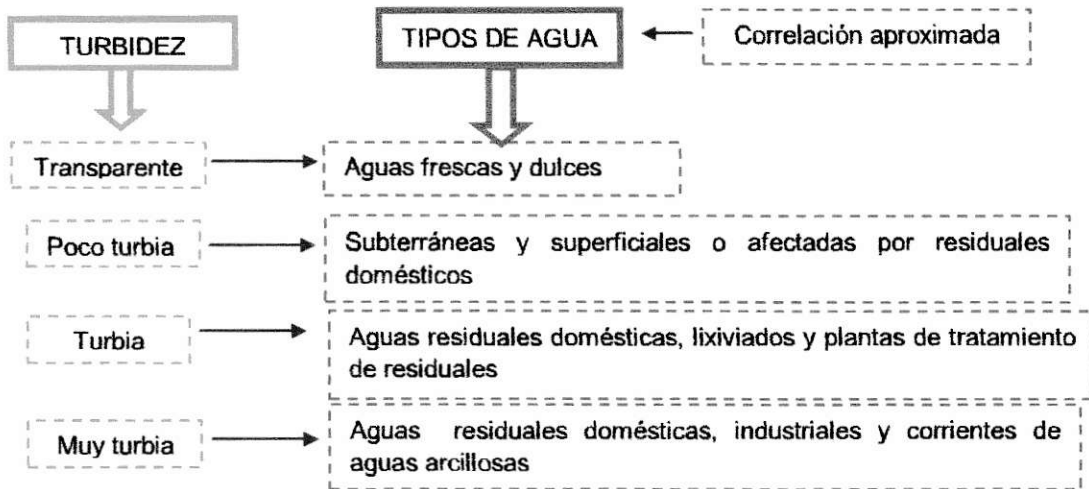 TURBIDEZ
TIPOS DE AGUA
Correlación aproximada
Transparente
Aguas frescas y dulces
Poco turbia
Subterráneas y superficiales o afectadas por residuales
domésticos
Turbia
Aguas residuales domésticas, lixiviados y plantas de tratamiento
de residuales
Muy turbia
Aguas residuales domésticas, industriales y corrientes de
aguas arcillosas